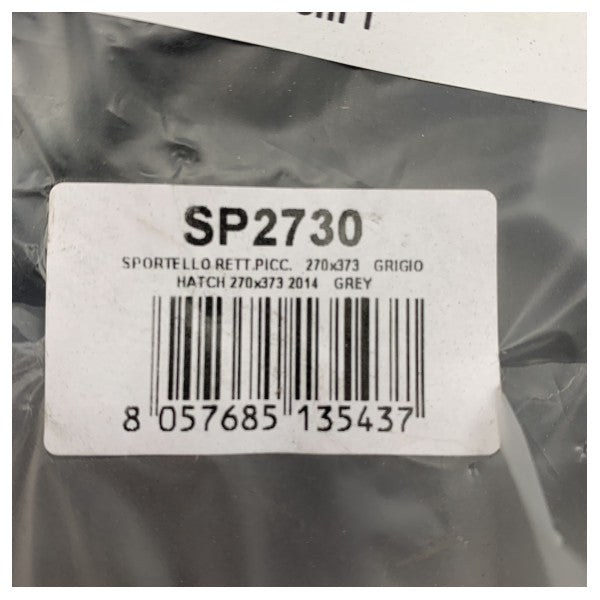 SP2730
SPORTELLO RETT.PICC. 270x373 GRIGIO
HATCH 270x373 2014 GREY
8 057685 135437